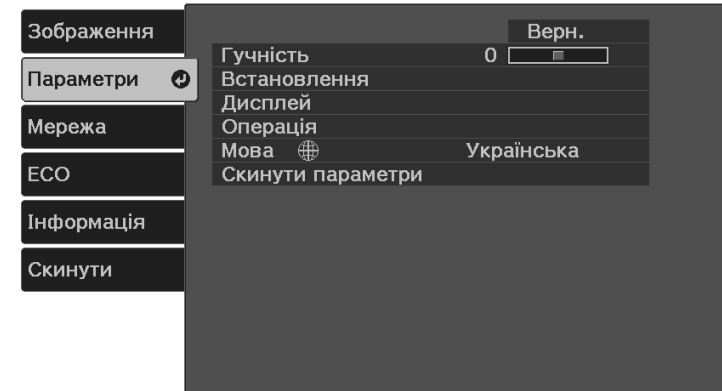 Зображення
Параметри
Мережа
ECO
Інформація
Скинути
Верн.
Гучність 0
Встановлення
Дисплей
Операція
Мова Українська
Скинути параметри